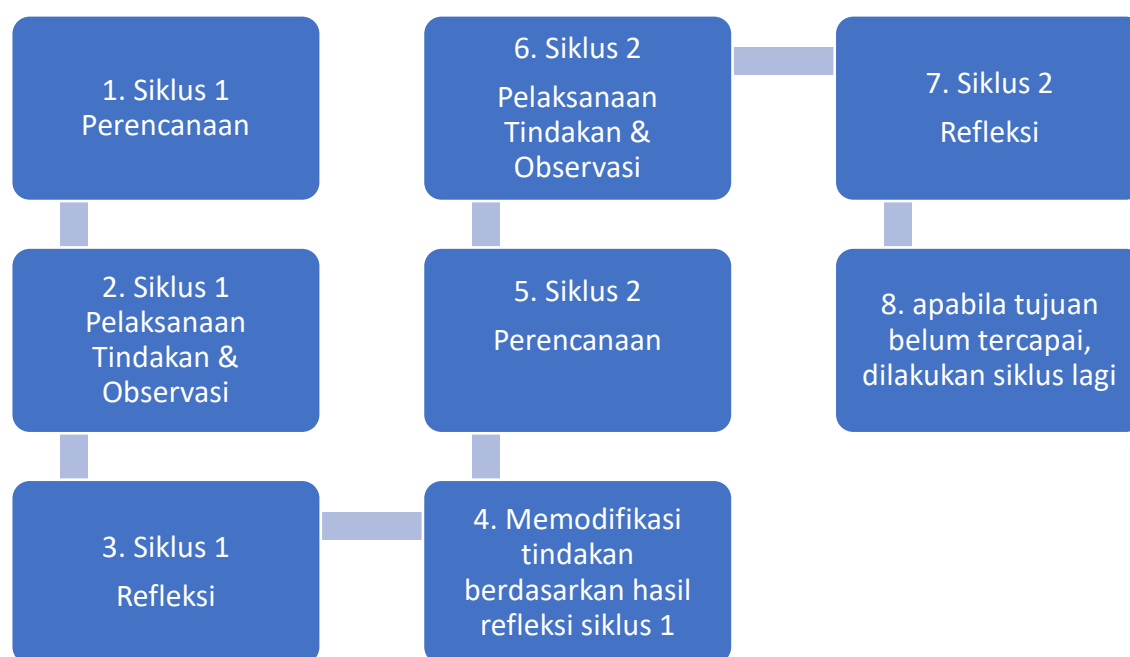 1. Siklus 1
Perencanaan
2. Siklus 1
Pelaksanaan
Tindakan &
Observasi
3. Siklus 1
Refleksi
4. Memodifikasi
tindakan
berdasarkan hasil
refleksi siklus 1
5. Siklus 2
Perencanaan
6. Siklus 2
Pelaksanaan
Tindakan &
Observasi
7. Siklus 2
Refleksi
8. apabila tujuan
belum tercapai,
dilakukan siklus lagi